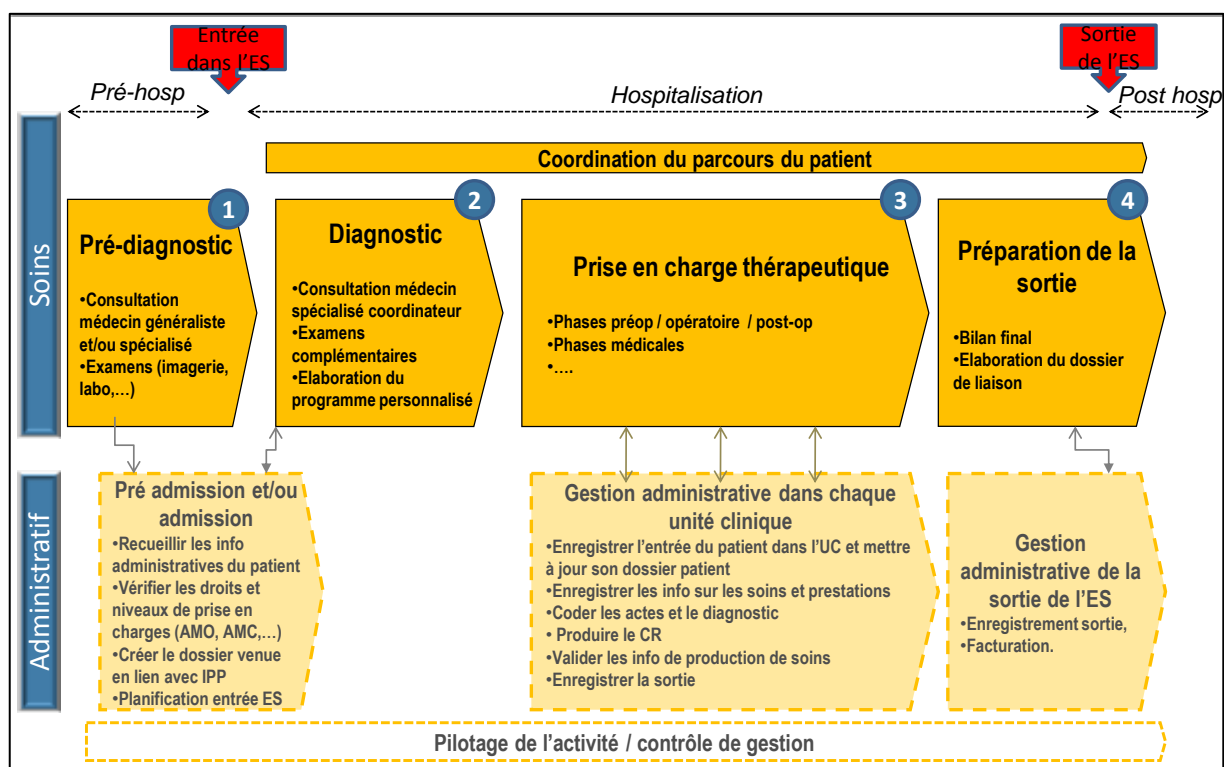 Entrée
dans l'ES
Sortie
de l'ES
Pré-hosp
Hospitalisation
Post hosp
Soins
Coordination du parcours du patient
1
Pré-diagnostic
•Consultation
médecin généraliste
et/ou spécialisé
•Examens (imagerie,
labo,…)
2
Diagnostic
•Consultation médecin
spécialisé coordinateur
•Examens
complémentaires
•Elaboration du
programme personnalisé
3
Prise en charge thérapeutique
•Phases préop / opératoire / post-op
•Phases médicales
•….
4
Préparation de la
sortie
•Bilan final
•Elaboration du dossier
de liaison
Administratif
Pré admission et/ou
admission
•Recueillir les info
administratives du patient
•Vérifier les droits et
niveaux de prise en
charges (AMO, AMC,…)
•Créer le dossier venue
en lien avec IPP
•Planification entrée ES
Gestion administrative dans chaque
unité clinique
•Enregistrer l'entrée du patient dans l'UC et mettre
à jour son dossier patient
•Enregistrer les info sur les soins et prestations
•Coder les actes et le diagnostic
• Produire le CR
•Valider les info de production de soins
•Enregistrer la sortie
Gestion
administrative de la
sortie de l'ES
•Enregistrement sortie,
•Facturation.
Pilotage de l'activité / contrôle de gestion